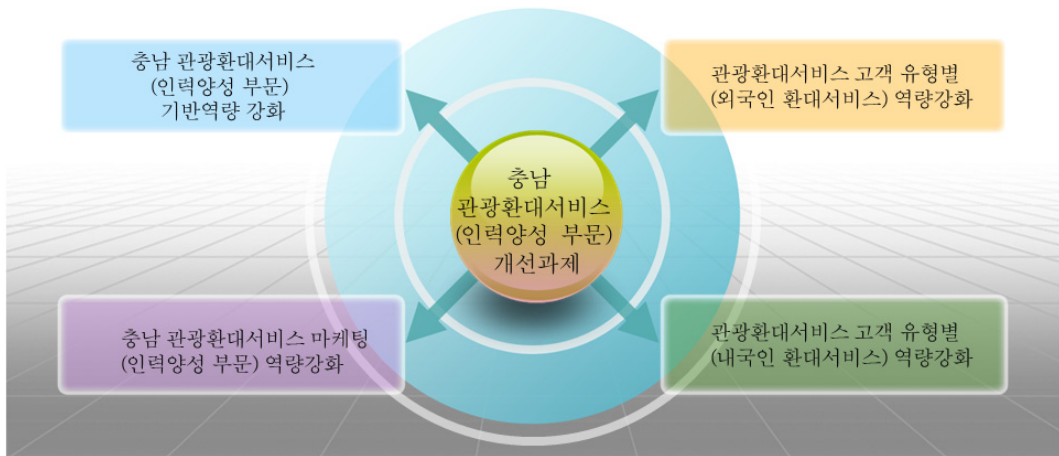 충남 관광환대서비스
(인력양성 부문)
기반역량 강화
관광환대서비스 고객 유형별
(외국인 환대서비스) 역량강화
충남
관광환대서비스
(인력양성 부문)
개선과제
충남 관광환대서비스 마케팅
(인력양성 부문) 역량강화
관광환대서비스 고객 유형별
(내국인 환대서비스) 역량강화